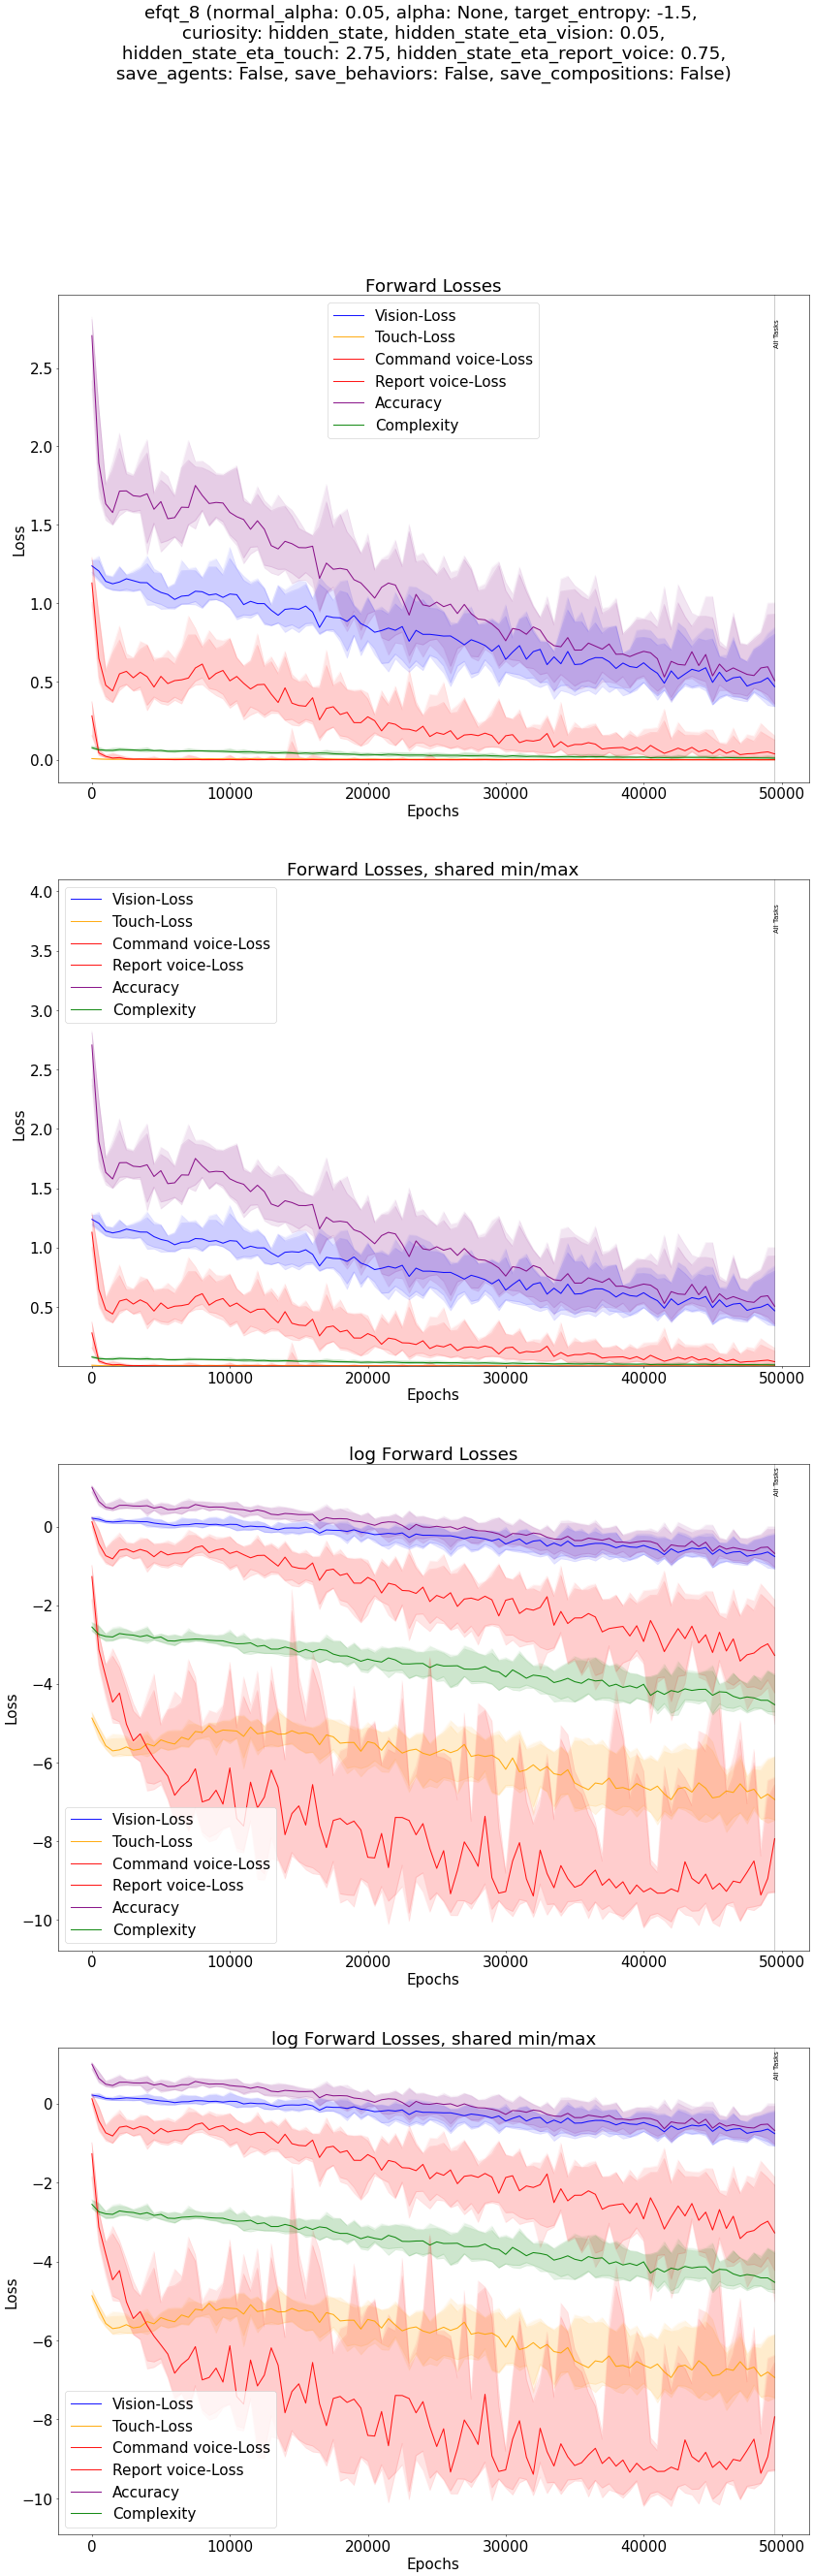 efqt_8 (normal_alpha: 0.05, alpha: None, target_entropy: -1.5,
curiosity: hidden_state, hidden_state_eta_vision: 0.05,
hidden_state_eta_touch: 2.75, hidden_state_eta_report_voice: 0.75,
save_agents: False, save_behaviors: False, save_compositions: False)
Forward Losses
Vision-Loss
Touch-Loss
Command voice-Loss
Report voice-Loss
Accuracy
Complexity
All Tasks
Loss
2.5
2.0
1.5
1.0
0.5
0.0
0 10000 20000 30000 40000 50000
Epochs
Forward Losses, shared min/max
Vision-Loss
Touch-Loss
Command voice-Loss
Report voice-Loss
Accuracy
Complexity
All Tasks
Loss
4.0
3.5
3.0
2.5
2.0
1.5
1.0
0.5
0 10000 20000 30000 40000 50000
Epochs
log Forward Losses
All Tasks
Loss
0
−2
−4
−6
−8
−10
Vision-Loss
Touch-Loss
Command voice-Loss
Report voice-Loss
Accuracy
Complexity
0 10000 20000 30000 40000 50000
Epochs
log Forward Losses, shared min/max
All Tasks
Loss
0
−2
−4
−6
−8
−10
Vision-Loss
Touch-Loss
Command voice-Loss
Report voice-Loss
Accuracy
Complexity
0 10000 20000 30000 40000 50000
Epochs